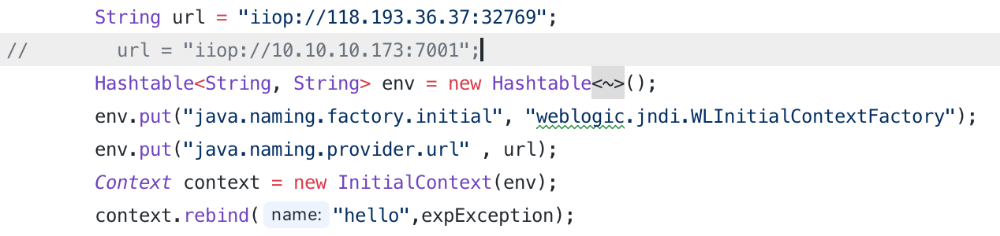 String url = "iiop://118.193.36.37:32769";
//        url = "iiop://10.10.10.173:7001";
Hashtable<String, String> env = new Hashtable<~>();
env.put("java.naming.factory.initial", "weblogic.jndi.WLInitialContextFactory");
env.put("java.naming.provider.url" , url);
Context context = new InitialContext(env);
context.rebind( name: "hello",expException);